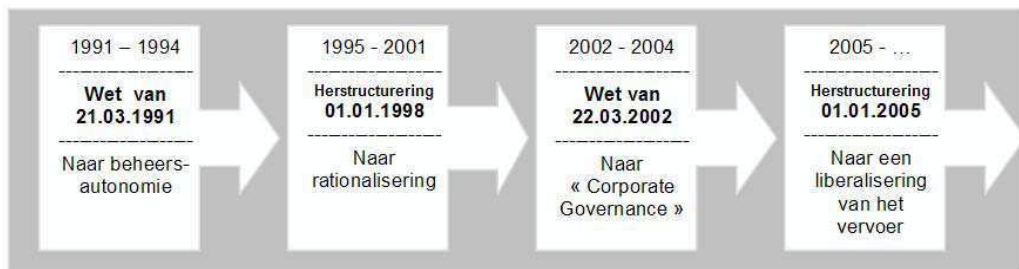 1991 – 1994
Wet van
21.03.1991
Naar beheers-
autonomie
1995 - 2001
Herstructurering
01.01.1998
Naar
rationalisering
2002 - 2004
Wet van
22.03.2002
Naar
« Corporate
Governance »
2005 - ...
Herstructurering
01.01.2005
Naar een
liberalisering
van het
vervoer